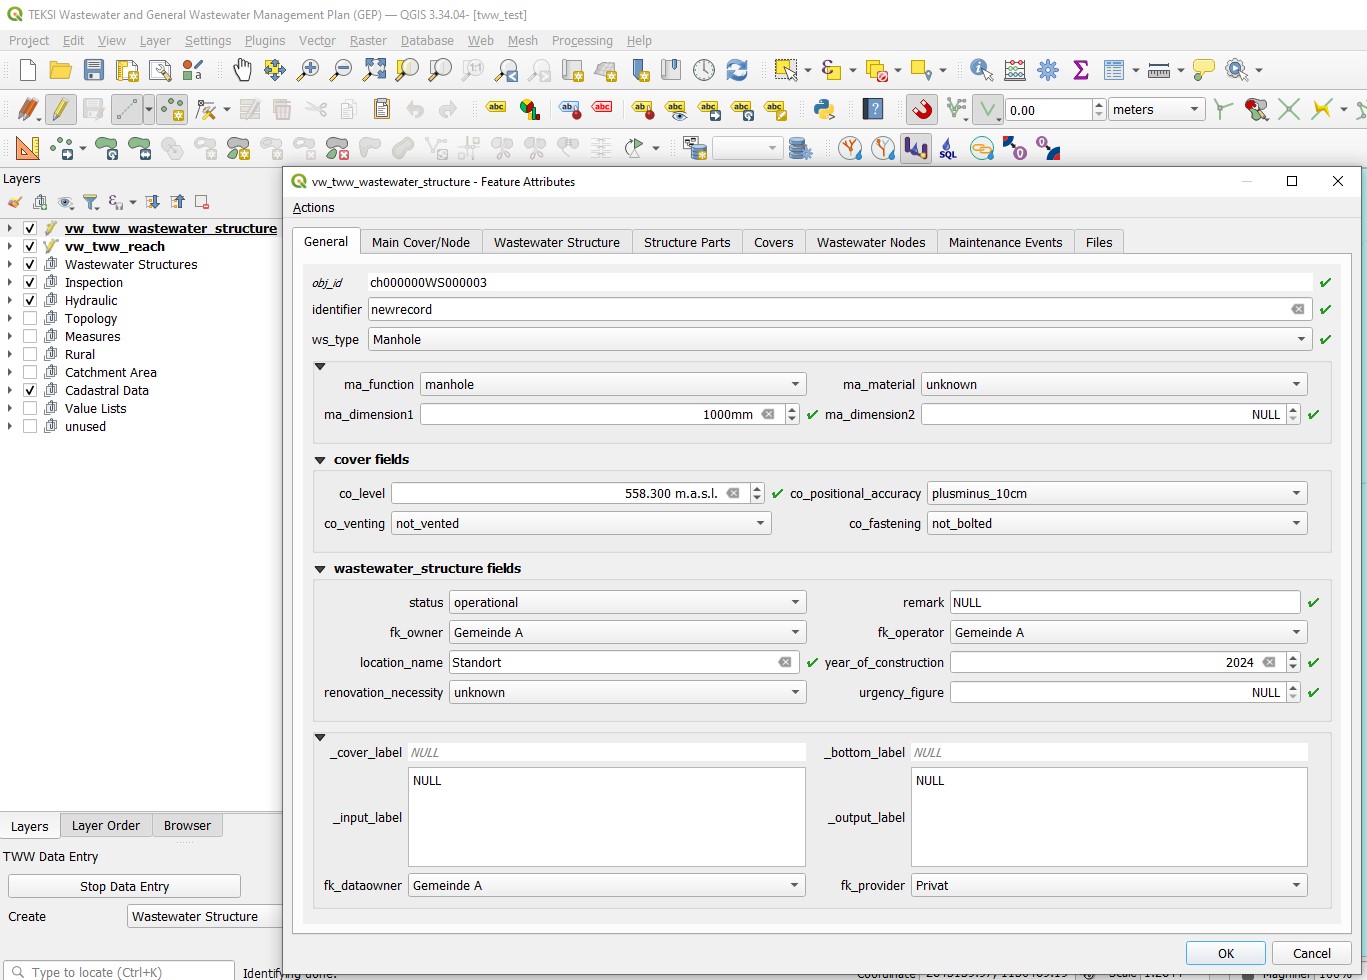 TEKSI Wastewater and General Wastewater Management Plan (GEP) — QGIS 3.34.04- [tww_test]
Project Edit View Layer Settings Plugins Vector Raster Database Web Mesh Processing Help
0.00 meters
SQL
Layers
vw_tww_wastewater_structure
vw_tww_reach
Wastewater Structures
Inspection
Hydraulic
Topology
Measures
Rural
Catchment Area
Cadastral Data
Value Lists
unused
Layers Layer Order Browser
TWW Data Entry
Stop Data Entry
Create Wastewater Structure
Type to locate (Ctrl+K)
vw_tww_wastewater_structure - Feature Attributes
Actions
General Main Cover/Node Wastewater Structure Structure Parts Covers Wastewater Nodes Maintenance Events Files
obj_id ch000000WS000003
identifier newrecord
ws_type Manhole
ma_function manhole ma_material unknown
ma_dimension1 1000mm ma_dimension2 NULL
cover fields
co_level 558.300 m.a.s.l. co_positional_accuracy plusminus_10cm
co_venting not_vented co_fastening not_bolted
wastewater_structure fields
status operational remark NULL
fk_owner Gemeinde A fk_operator Gemeinde A
location_name Standort year_of_construction 2024
renovation_necessity unknown urgency_figure NULL
_cover_label NULL _bottom_label NULL
_input_label NULL _output_label NULL
fk_dataowner Gemeinde A fk_provider Privat
OK Cancel